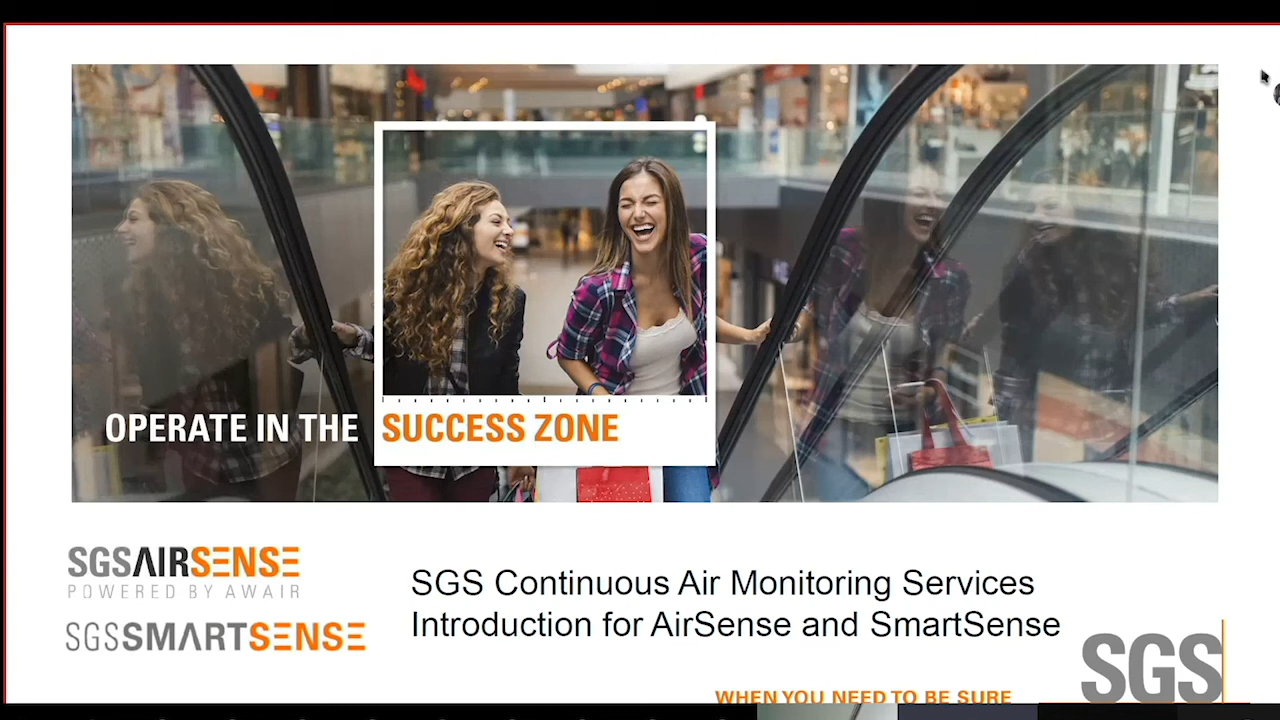 OPERATE IN THE SUCCESS ZONE
SGSAIRSENSE
POWERED BY AWAIR
SGSSMARTSENSE
SGS Continuous Air Monitoring Services
Introduction for AirSense and SmartSense
SGS
WHEN YOU NEED TO BE SURE